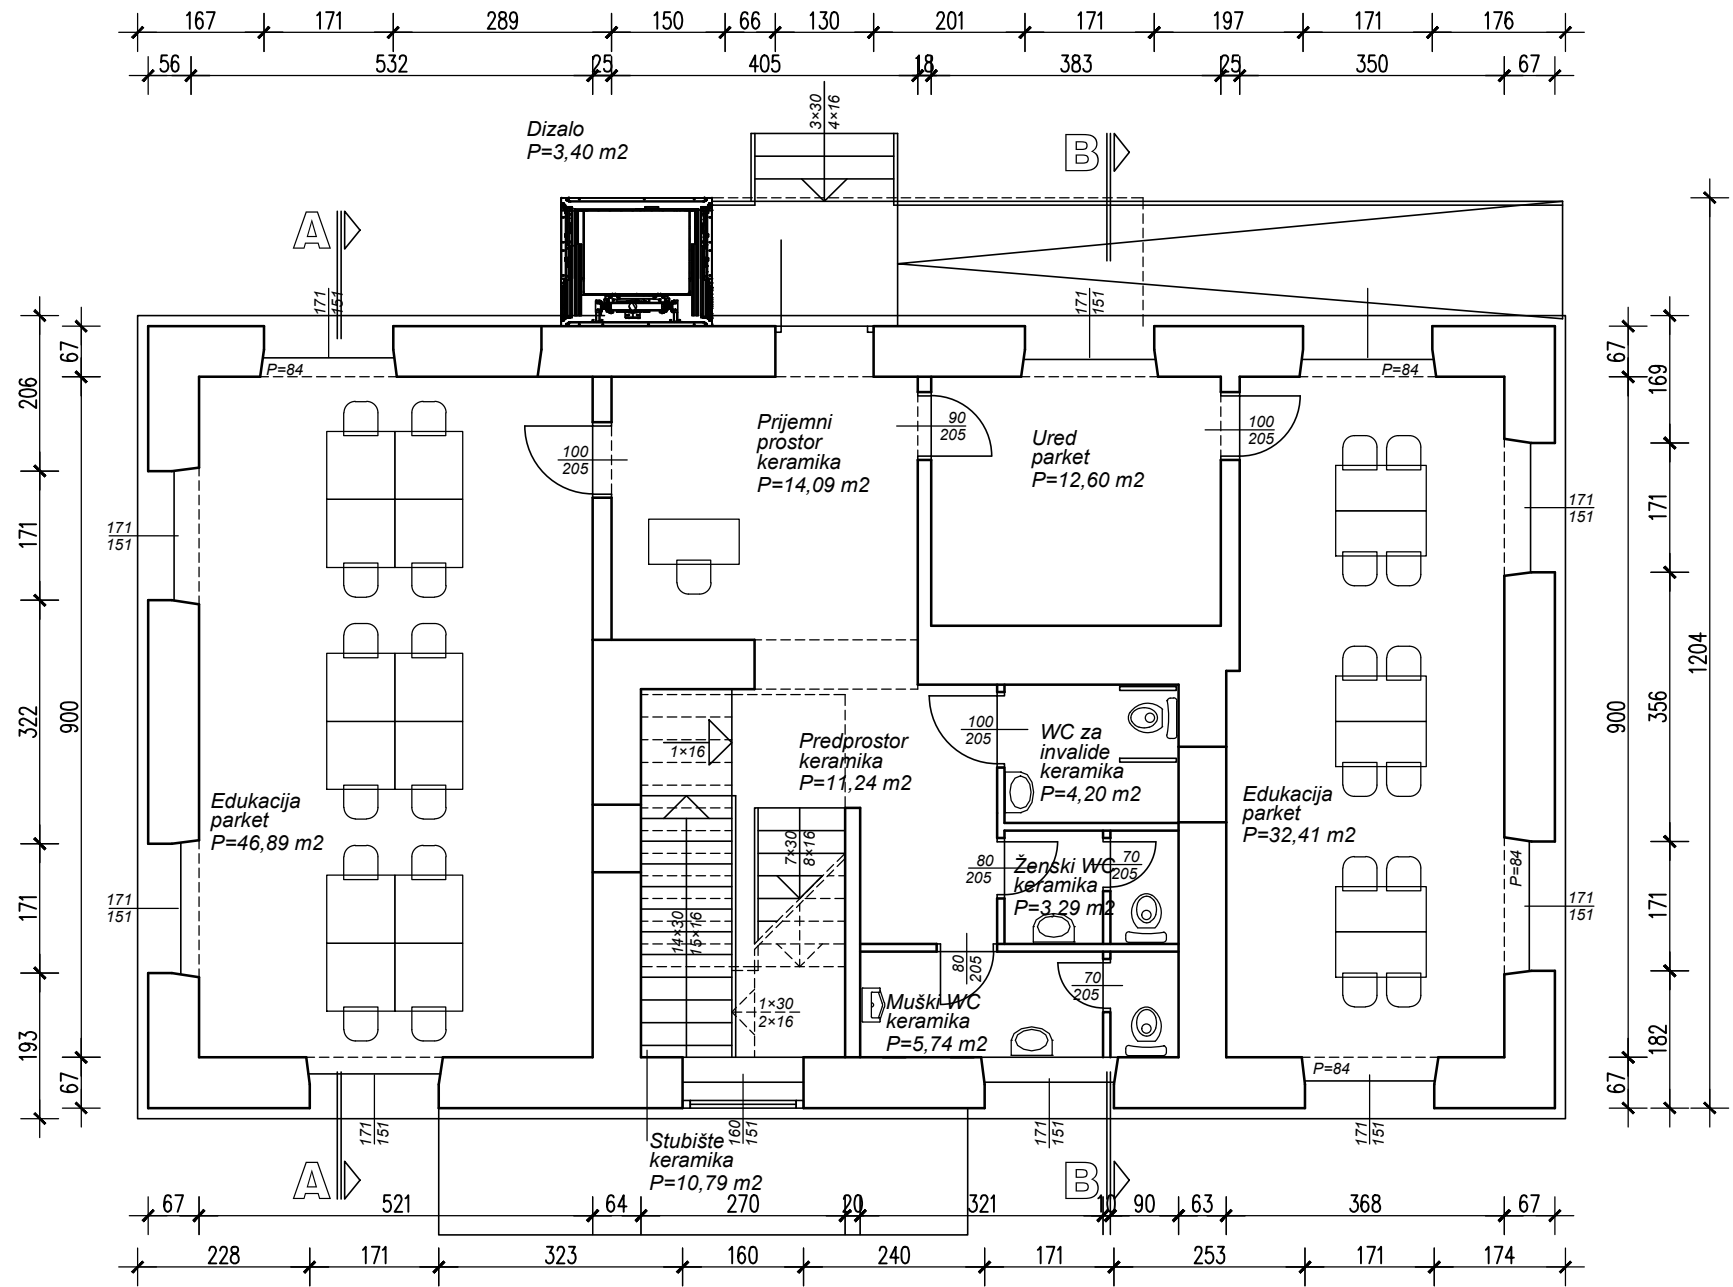 167 171 289 150 66 130 201 171 197 171 176
56 532 25 405 18 383 25 350 67
3×30
4×16
Dizalo
P=3,40 m2
B
A
171
151
171
151
67
206
171
322
900
171
193
67
67
169
171
356
900
1204
171
182
67
P=84
P=84
Prijemni
prostor
keramika
P=14,09 m2
90
205
Ured
parket
P=12,60 m2
100
205
100
205
171
151
171
151
100
205
1×16
Predprostor
keramika
P=11,24 m2
WC za
invalide
keramika
P=4,20 m2
Edukacija
parket
P=46,89 m2
Edukacija
parket
P=32,41 m2
7×30
8×16
80
205
Ženski WC
keramika
P=3,29 m2
70
205
P=84
171
151
171
151
14×30
15×16
80
205
70
205
1×30
2×16
Muški WC
keramika
P=5,74 m2
P=84
171
151
160
151
171
151
171
151
Stubište
keramika
P=10,79 m2
A
B
67 521 64 270 20 321 10 90 63 368 67
228 171 323 160 240 171 253 171 174